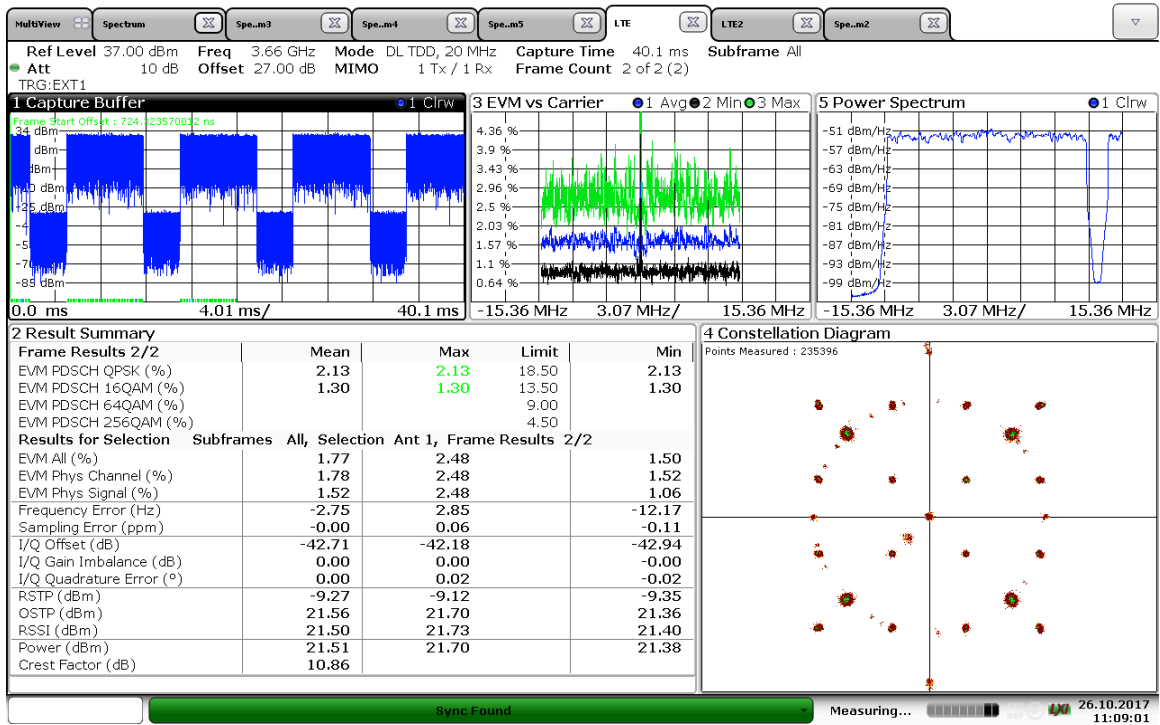 MultiView Spectrum Spe..m3 Spe..m4 Spe..m5 LTE LTE2 Spe..m2
Ref Level 37.00 dBm Freq 3.66 GHz Mode DL TDD, 20 MHz Capture Time 40.1 ms Subframe All
Att 10 dB Offset 27.00 dB MIMO 1 Tx / 1 Rx Frame Count 2 of 2 (2)
TRG:EXT1
1 Capture Buffer 1 Clrw
Frame Start Offset : 724.323570012 ns
34 dBm
-85 dBm
0.0 ms 4.01 ms/ 40.1 ms
3 EVM vs Carrier 1 Avg 2 Min 3 Max
4.36 %
3.9 %
3.43 %
2.96 %
2.5 %
2.03 %
1.57 %
1.1 %
0.64 %
-15.36 MHz 3.07 MHz/ 15.36 MHz
5 Power Spectrum 1 Clrw
-51 dBm/Hz
-57 dBm/Hz
-63 dBm/Hz
-69 dBm/Hz
-75 dBm/Hz
-81 dBm/Hz
-87 dBm/Hz
-93 dBm/Hz
-99 dBm/Hz
-15.36 MHz 3.07 MHz/ 15.36 MHz
2 Result Summary
Frame Results 2/2 Mean Max Limit Min
EVM PDSCH QPSK (%) 2.13 2.13 18.50 2.13
EVM PDSCH 16QAM (%) 1.30 1.30 13.50 1.30
EVM PDSCH 64QAM (%) 9.00
EVM PDSCH 256QAM (%) 4.50
Results for Selection Subframes All, Selection Ant 1, Frame Results 2/2
EVM All (%) 1.77 2.48 1.50
EVM Phys Channel (%) 1.78 2.48 1.52
EVM Phys Signal (%) 1.52 2.48 1.06
Frequency Error (Hz) -2.75 2.85 -12.17
Sampling Error (ppm) -0.00 0.06 -0.11
I/Q Offset (dB) -42.71 -42.18 -42.94
I/Q Gain Imbalance (dB) 0.00 0.00 -0.00
I/Q Quadrature Error (°) 0.00 0.02 -0.02
RSTP (dBm) -9.27 -9.12 -9.35
OSTP (dBm) 21.56 21.70 21.36
RSSI (dBm) 21.50 21.73 21.40
Power (dBm) 21.51 21.70 21.38
Crest Factor (dB) 10.86
4 Constellation Diagram
Points Measured : 235396
Sync Found
Measuring...
LXI
26.10.2017
11:09:01